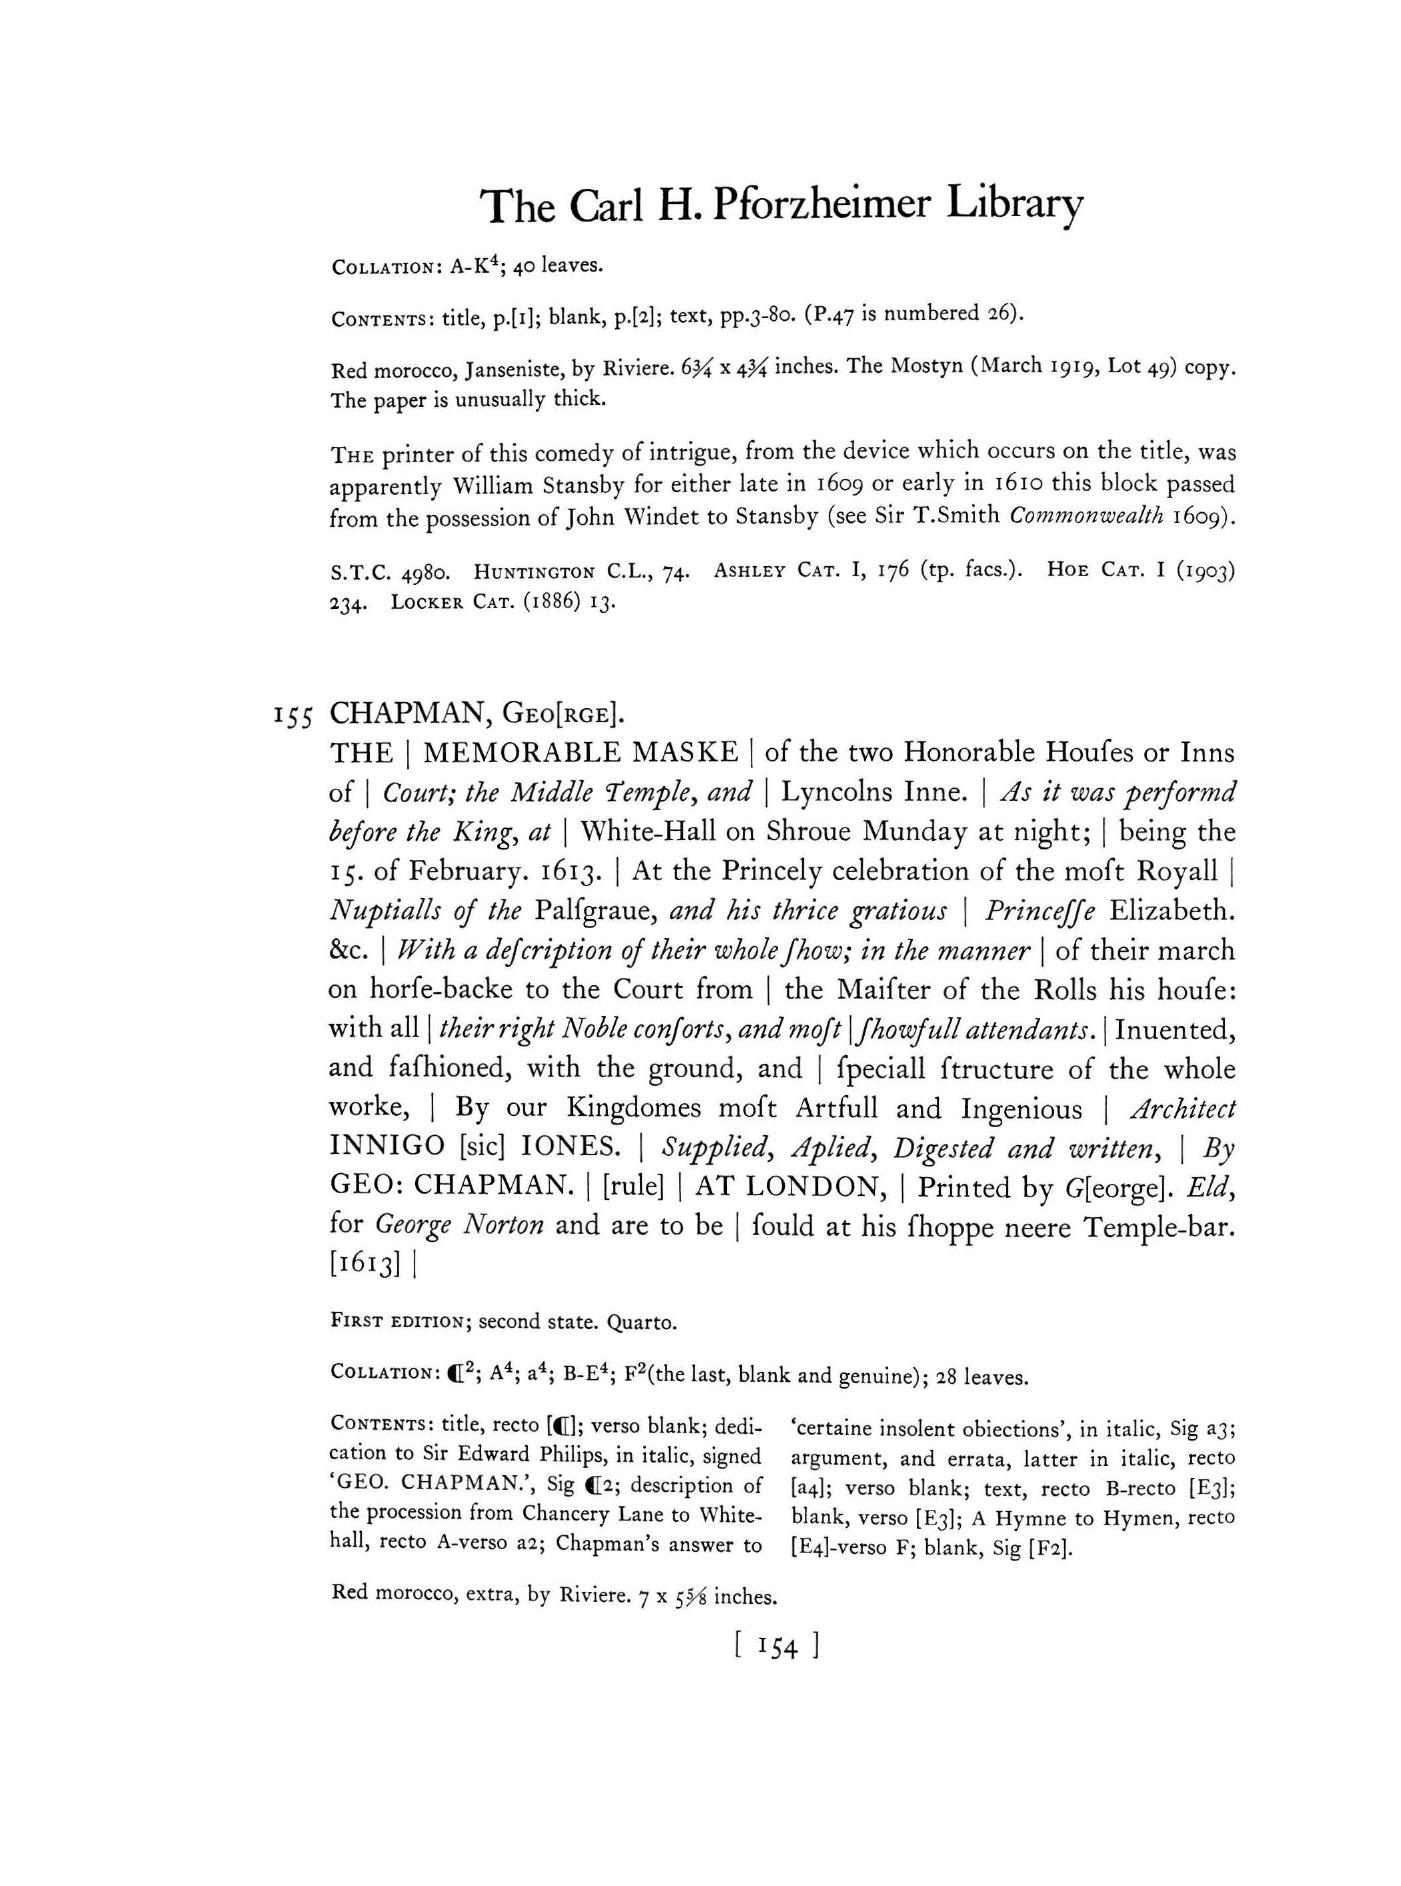 The Carl H. Pforzheimer Library
COLLATION: A-K⁴; 40 leaves.
CONTENTS: title, p.[1]; blank, p.[2]; text, pp.3-80. (P.47 is numbered 26).
Red morocco, Janseniste, by Riviere. 6¾ x 4¾ inches. The Mostyn (March 1919, Lot 49) copy.
The paper is unusually thick.
THE printer of this comedy of intrigue, from the device which occurs on the title, was
apparently William Stansby for either late in 1609 or early in 1610 this block passed
from the possession of John Windet to Stansby (see Sir T.Smith Commonwealth 1609).
S.T.C. 4980. HUNTINGTON C.L., 74. ASHLEY CAT. I, 176 (tp. facs.). HOE CAT. I (1903)
234. LOCKER CAT. (1886) 13.
155 CHAPMAN, GEO[RGE].
THE | MEMORABLE MASKE | of the two Honorable Houſes or Inns
of | Court; the Middle Temple, and | Lyncolns Inne. | As it was performd
before the King, at | White-Hall on Shroue Munday at night; | being the
15. of February. 1613. | At the Princely celebration of the moſt Royall |
Nuptialls of the Palſgraue, and his thrice gratious | Princeſſe Elizabeth.
&c. | With a deſcription of their whole ſhow; in the manner | of their march
on horſe-backe to the Court from | the Maiſter of the Rolls his houſe:
with all | their right Noble conſorts, and moſt | ſhowfull attendants. | Inuented,
and faſhioned, with the ground, and | ſpeciall ſtructure of the whole
worke, | By our Kingdomes moſt Artfull and Ingenious | Architect
INNIGO [sic] IONES. | Supplied, Aplied, Digested and written, | By
GEO: CHAPMAN. | [rule] | AT LONDON, | Printed by G[eorge]. Eld,
for George Norton and are to be | ſould at his ſhoppe neere Temple-bar.
[1613] |
FIRST EDITION; second state. Quarto.
COLLATION: ¶²; A⁴; a⁴; B-E⁴; F²(the last, blank and genuine); 28 leaves.
CONTENTS: title, recto [¶]; verso blank; dedi-
cation to Sir Edward Philips, in italic, signed
‘GEO. CHAPMAN.’, Sig ¶2; description of
the procession from Chancery Lane to White-
hall, recto A-verso a2; Chapman’s answer to
‘certaine insolent obiections’, in italic, Sig a3;
argument, and errata, latter in italic, recto
[a4]; verso blank; text, recto B-recto [E3];
blank, verso [E3]; A Hymne to Hymen, recto
[E4]-verso F; blank, Sig [F2].
Red morocco, extra, by Riviere. 7 x 5⅝ inches.
[ 154 ]